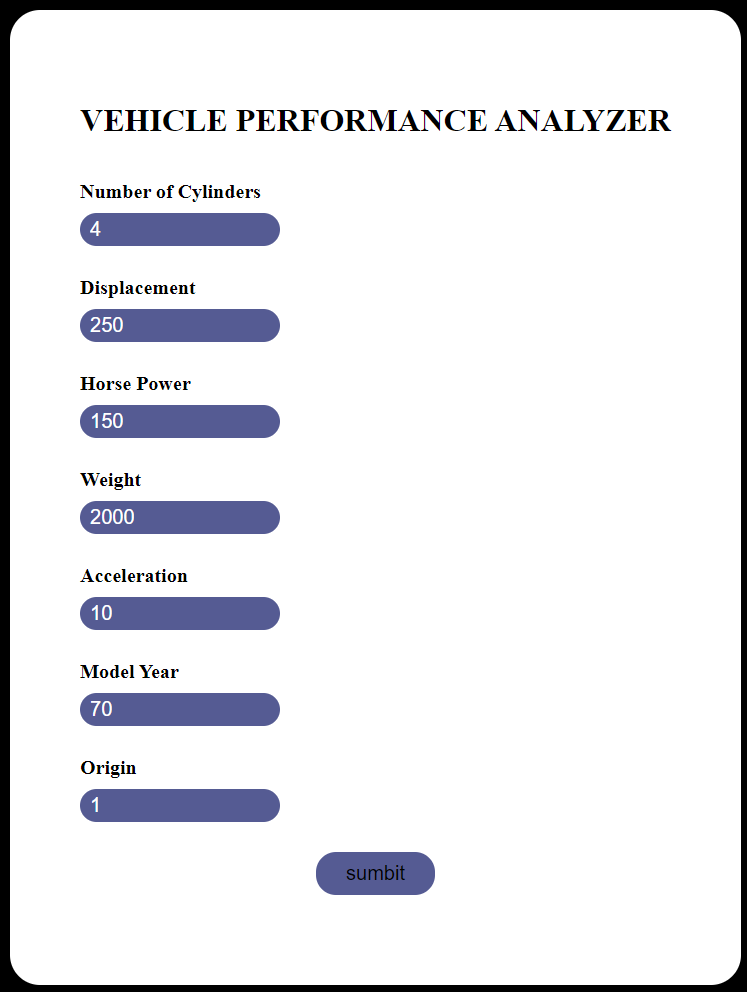 VEHICLE PERFORMANCE ANALYZER
Number of Cylinders
4
Displacement
250
Horse Power
150
Weight
2000
Acceleration
10
Model Year
70
Origin
1
sumbit